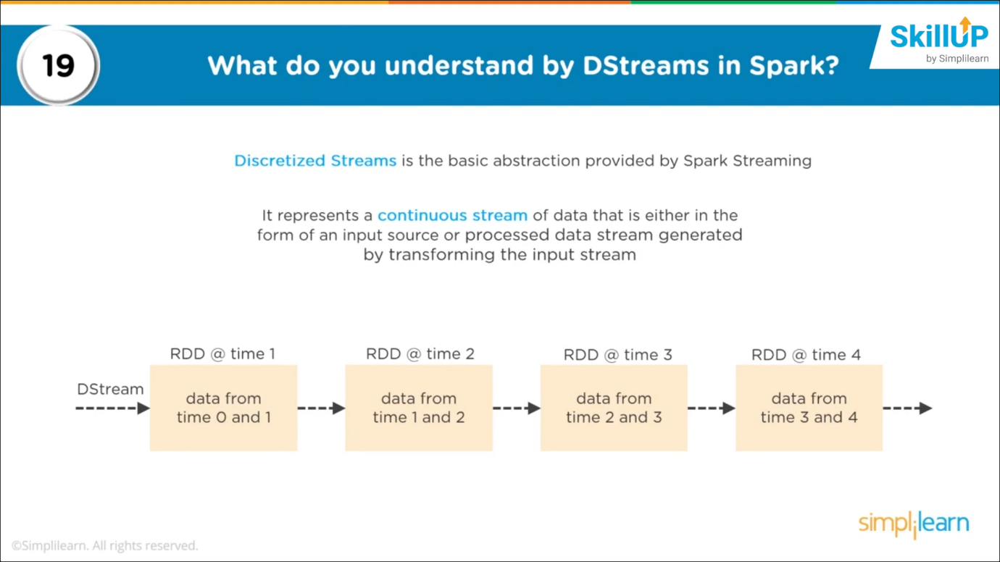 19
What do you understand by DStreams in Spark?
SkillUP
by Simplilearn
Discretized Streams is the basic abstraction provided by Spark Streaming
It represents a continuous stream of data that is either in the
form of an input source or processed data stream generated
by transforming the input stream
DStream
RDD @ time 1
data from
time 0 and 1
RDD @ time 2
data from
time 1 and 2
RDD @ time 3
data from
time 2 and 3
RDD @ time 4
data from
time 3 and 4
©Simplilearn. All rights reserved.
simplilearn